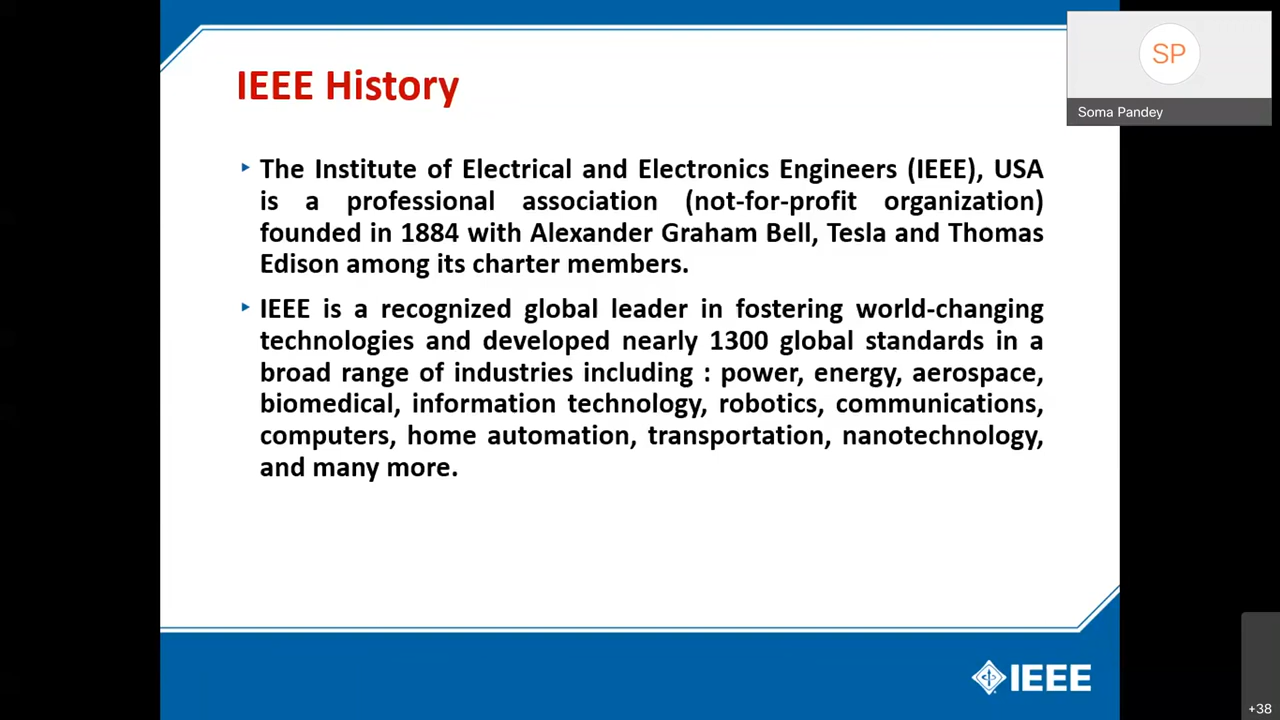 IEEE History
SP
Soma Pandey
‣ The Institute of Electrical and Electronics Engineers (IEEE), USA
is a professional association (not-for-profit organization)
founded in 1884 with Alexander Graham Bell, Tesla and Thomas
Edison among its charter members.
‣ IEEE is a recognized global leader in fostering world-changing
technologies and developed nearly 1300 global standards in a
broad range of industries including : power, energy, aerospace,
biomedical, information technology, robotics, communications,
computers, home automation, transportation, nanotechnology,
and many more.
IEEE
+38